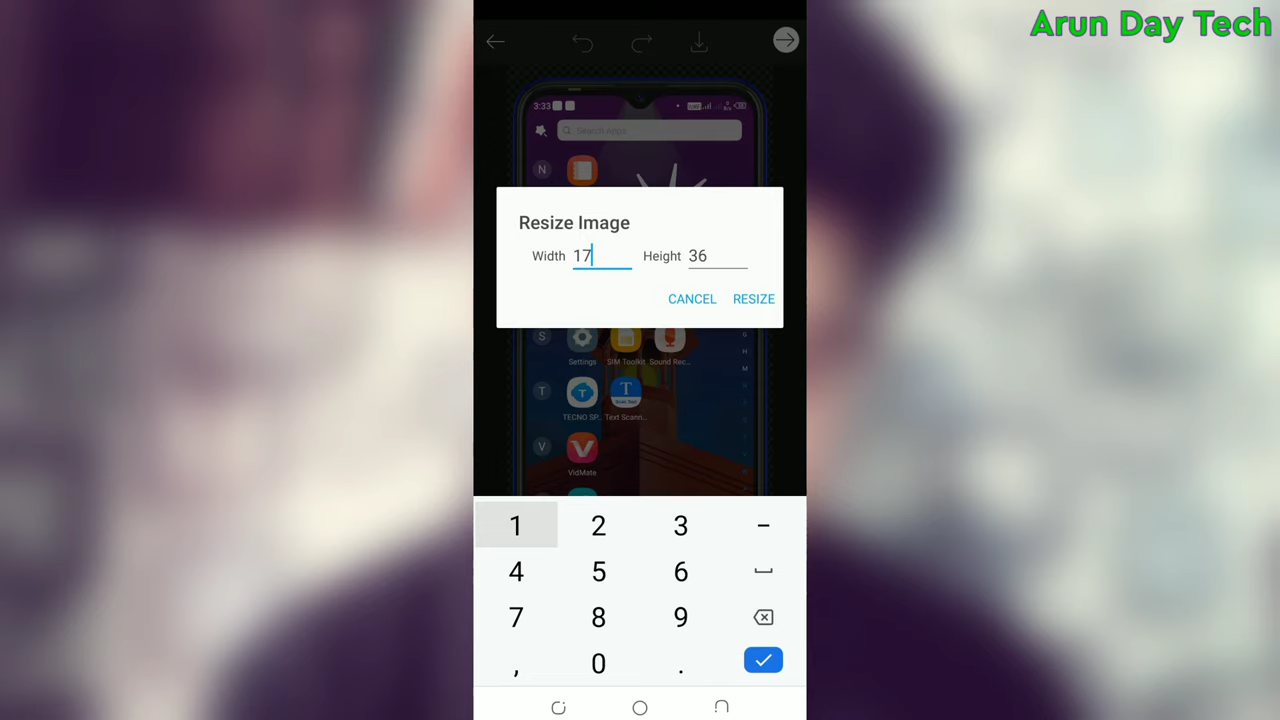 Arun Day Tech
3:33
Search Apps
N
Resize Image
Width 17 Height 36
CANCEL RESIZE
S
Settings SIM Toolkit Sound Rec...
H
M
T
T
TECNO SP.. Text Scann..
V
VidMate
1 2 3 -
4 5 6
7 8 9
, 0 .